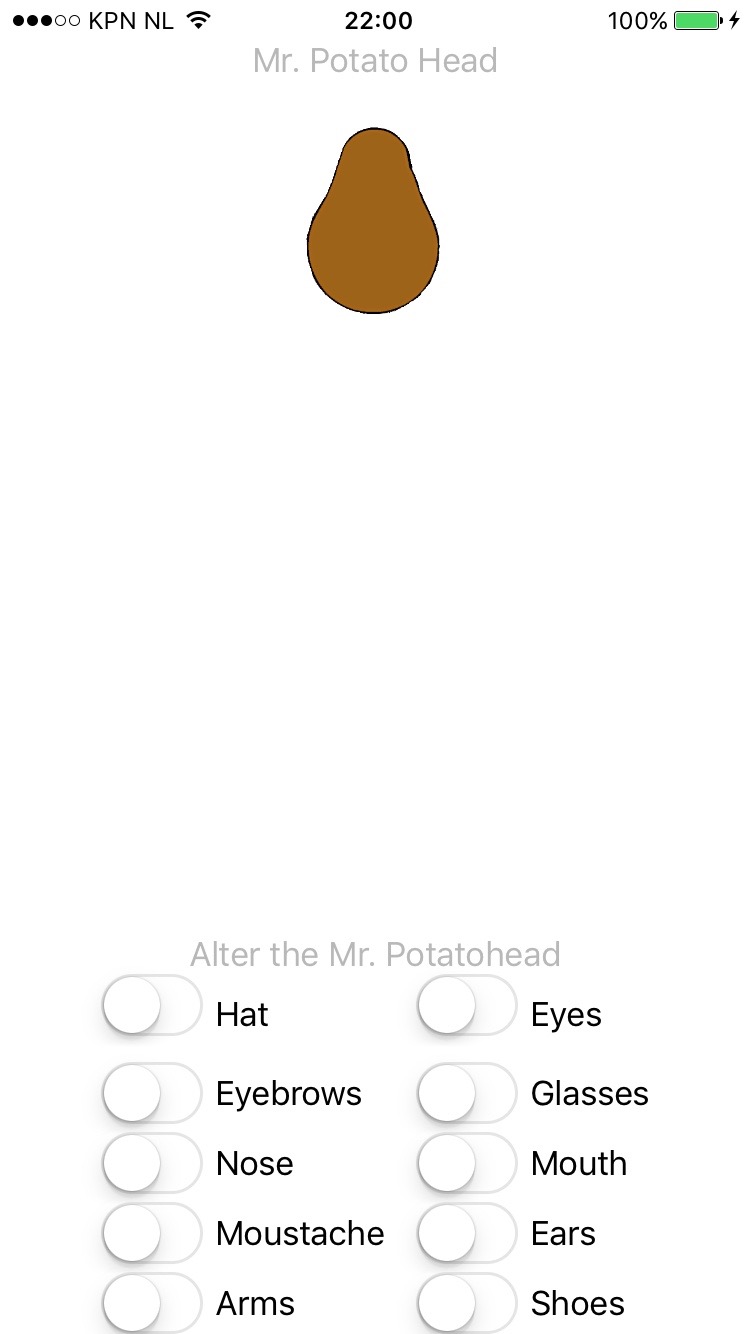 KPN NL 22:00 100%
Mr. Potato Head
Alter the Mr. Potatohead
Hat Eyes
Eyebrows Glasses
Nose Mouth
Moustache Ears
Arms Shoes